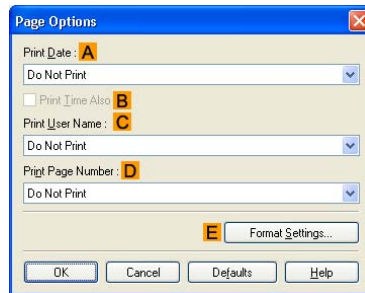 Page Options
Print Date : A
Do Not Print
Print Time Also B
Print User Name : C
Do Not Print
Print Page Number : D
Do Not Print
E Format Settings...
OK Cancel Defaults Help